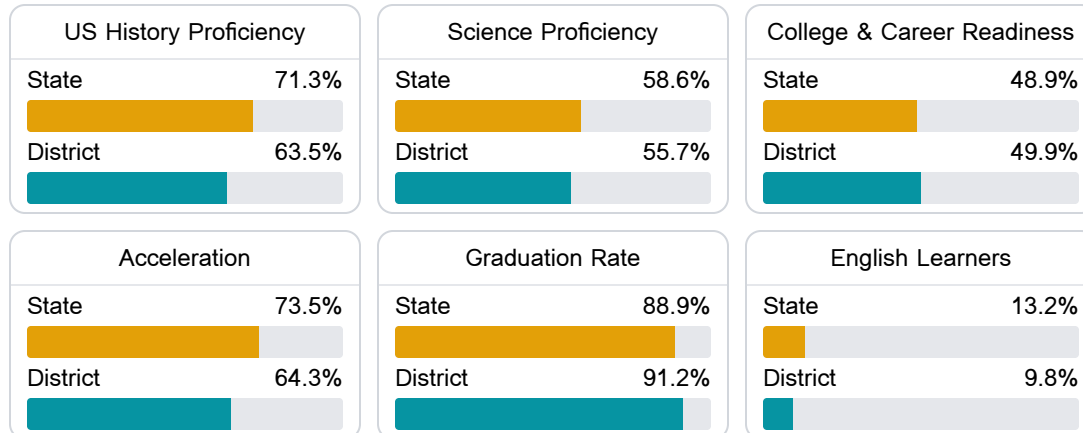 US History Proficiency
State 71.3%
District 63.5%
Science Proficiency
State 58.6%
District 55.7%
College & Career Readiness
State 48.9%
District 49.9%
Acceleration
State 73.5%
District 64.3%
Graduation Rate
State 88.9%
District 91.2%
English Learners
State 13.2%
District 9.8%